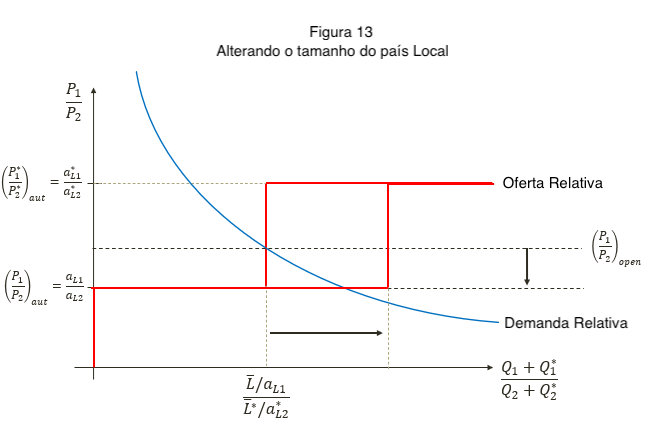 Figura 13
Alterando o tamanho do país Local
P₁/P₂
(P₁*/P₂*)aut = a*L1/a*L2
Oferta Relativa
(P₁/P₂)open
(P₁/P₂)aut = aL1/aL2
Demanda Relativa
(L̅/aL1)/(L̅*/a*L2)
(Q₁ + Q₁*)/(Q₂ + Q₂*)